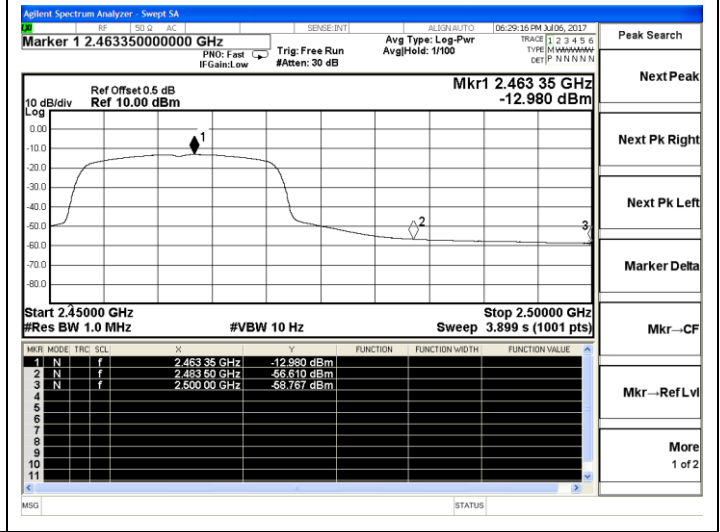 Agilent Spectrum Analyzer - Swept SA
RF 50 Ω AC SENSE:INT ALIGNAUTO 06:29:16 PM Jul 06, 2017
Marker 1 2.463350000000 GHz
PNO: Fast
IFGain:Low
Trig: Free Run
#Atten: 30 dB
Avg Type: Log-Pwr
Avg|Hold: 1/100
TRACE 1 2 3 4 5 6
TYPE M
DET P N N N N N
Peak Search
Next Peak
Next Pk Right
Next Pk Left
Marker Delta
Mkr→CF
Mkr→Ref Lvl
More
1 of 2
Ref Offset 0.5 dB
10 dB/div Ref 10.00 dBm
Log
Mkr1 2.463 35 GHz
-12.980 dBm
0.00
-10.0
-20.0
-30.0
-40.0
-50.0
-60.0
-70.0
-80.0
1
2
3
Start 2.45000 GHz Stop 2.50000 GHz
#Res BW 1.0 MHz #VBW 10 Hz Sweep 3.899 s (1001 pts)
MKR MODE TRC SCL X Y FUNCTION FUNCTION WIDTH FUNCTION VALUE
1 N f 2.463 35 GHz -12.980 dBm
2 N f 2.483 50 GHz -56.610 dBm
3 N f 2.500 00 GHz -58.767 dBm
4
5
6
7
8
9
10
11
MSG STATUS